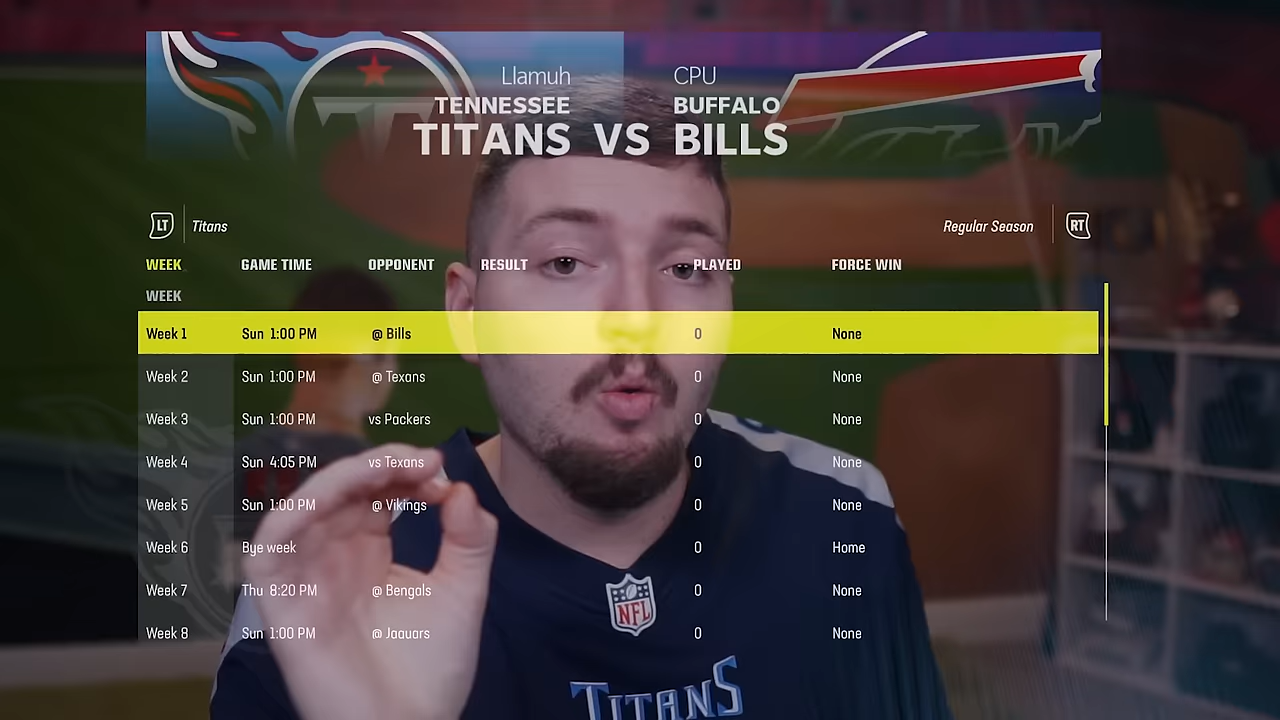 Llamuh CPU
TENNESSEE BUFFALO
TITANS VS BILLS
LT Titans Regular Season RT
WEEK GAME TIME OPPONENT RESULT PLAYED FORCE WIN
WEEK
Week 1 Sun 1:00 PM @ Bills 0 None
Week 2 Sun 1:00 PM @ Texans 0 None
Week 3 Sun 1:00 PM vs Packers 0 None
Week 4 Sun 4:05 PM vs Texans 0 None
Week 5 Sun 1:00 PM @ Vikings 0 None
Week 6 Bye week 0 Home
Week 7 Thu 8:20 PM @ Bengals 0 None
Week 8 Sun 1:00 PM @ Jaguars 0 None
NFL
TITANS